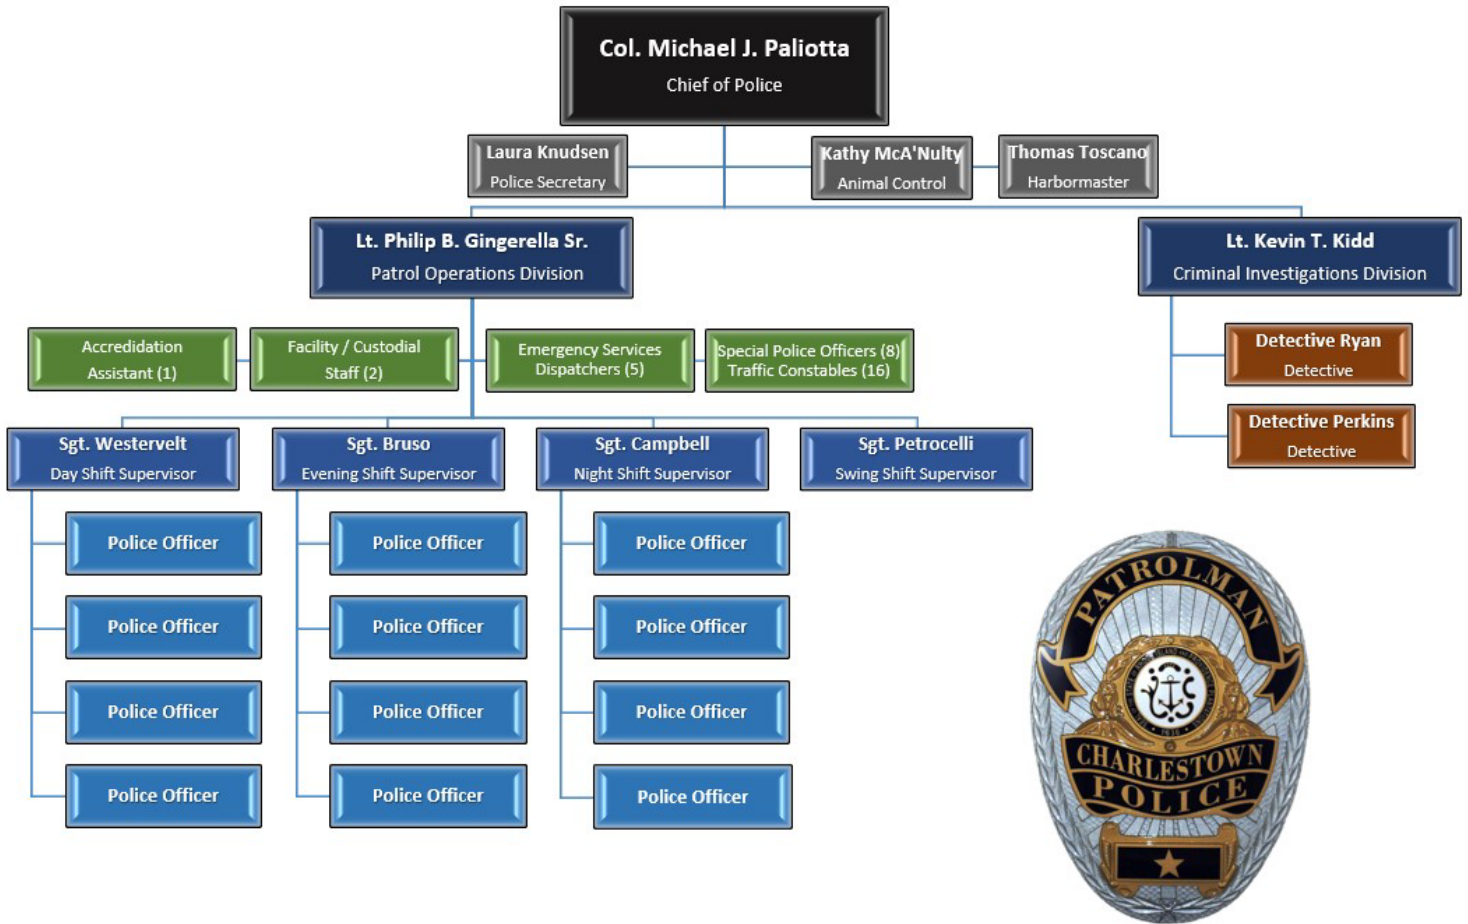 Col. Michael J. Paliotta
Chief of Police
Laura Knudsen
Police Secretary
Kathy McA'Nulty
Animal Control
Thomas Toscano
Harbormaster
Lt. Philip B. Gingerella Sr.
Patrol Operations Division
Lt. Kevin T. Kidd
Criminal Investigations Division
Accredidation
Assistant (1)
Facility / Custodial
Staff (2)
Emergency Services
Dispatchers (5)
Special Police Officers (8)
Traffic Constables (16)
Detective Ryan
Detective
Detective Perkins
Detective
Sgt. Westervelt
Day Shift Supervisor
Sgt. Bruso
Evening Shift Supervisor
Sgt. Campbell
Night Shift Supervisor
Sgt. Petrocelli
Swing Shift Supervisor
Police Officer
Police Officer
Police Officer
Police Officer
Police Officer
Police Officer
Police Officer
Police Officer
Police Officer
Police Officer
Police Officer
Police Officer
PATROLMAN
CHARLESTOWN
POLICE